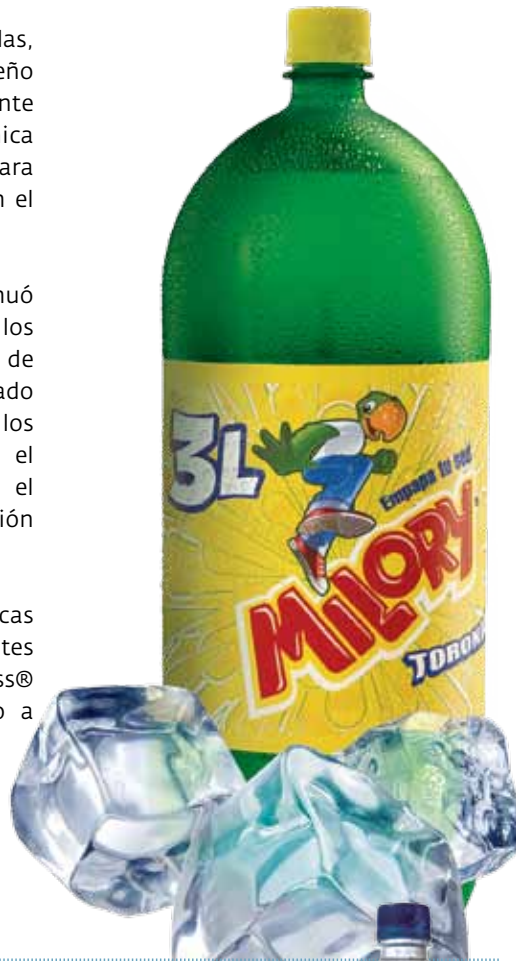 las,
eño
nte
ica
ara
n el
nuó
los
de
ado
los
el
el
ión
cas
tes
ss®
o a
3L
Empapa tu sed
MILORY